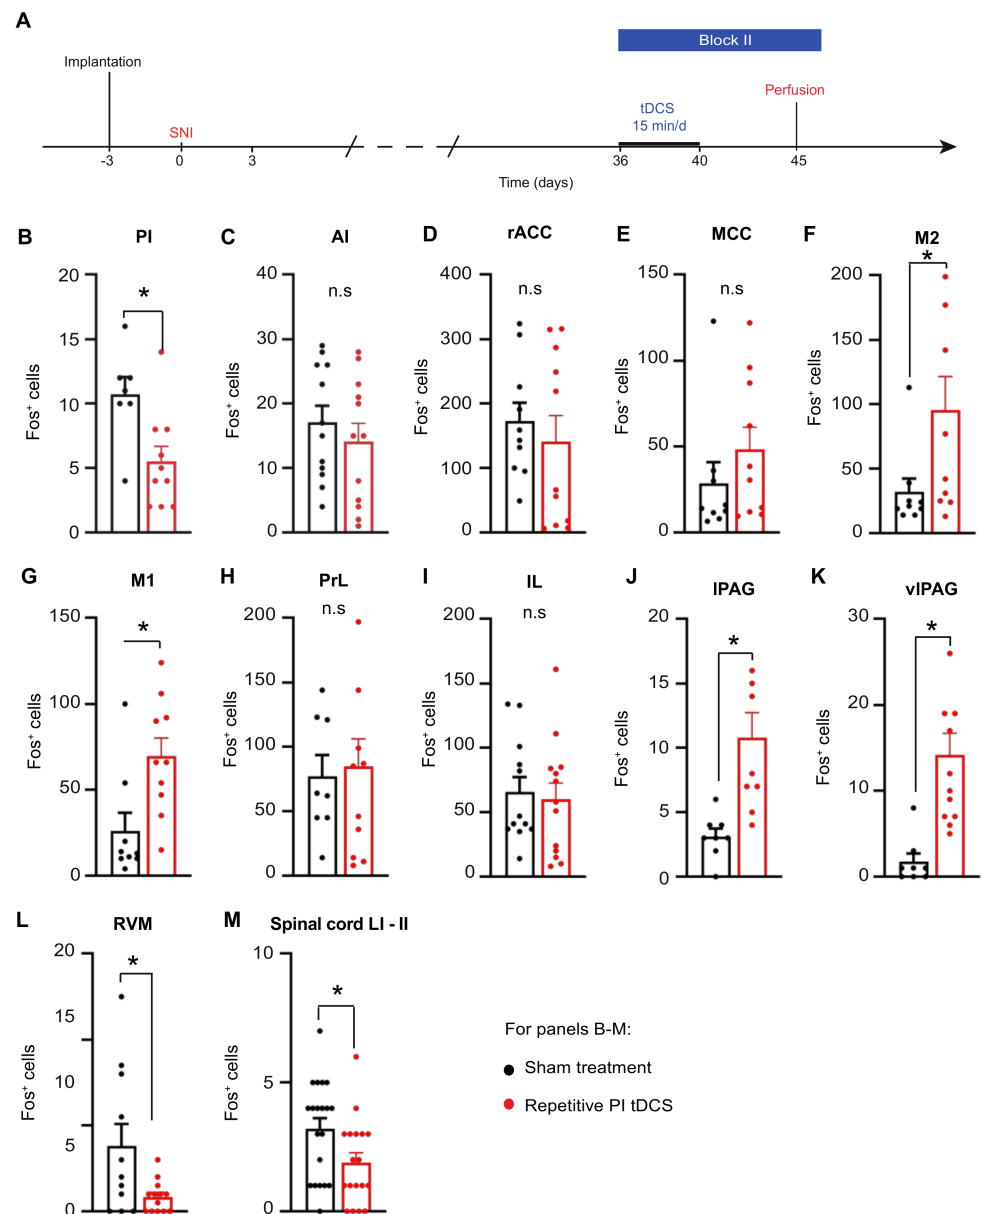 A
Block II
Implantation
Perfusion
tDCS
15 min/d
SNI
-3 0 3 36 40 45
Time (days)
B PI C AI D rACC E MCC F M2
20 15 10 5 0
Fos+ cells
*
40 30 20 10 0
Fos+ cells
n.s
400 300 200 100 0
Fos+ cells
n.s
150 100 50 0
Fos+ cells
n.s
200 150 100 50 0
Fos+ cells
*
G M1 H PrL I IL J lPAG K vlPAG
150 100 50 0
Fos+ cells
*
200 150 100 50 0
Fos+ cells
n.s
200 150 100 50 0
Fos+ cells
n.s
20 15 10 5 0
Fos+ cells
*
30 20 10 0
Fos+ cells
*
L RVM M Spinal cord LI - II
20 15 10 5 0
Fos+ cells
*
10 5 0
Fos+ cells
*
For panels B-M:
Sham treatment
Repetitive PI tDCS